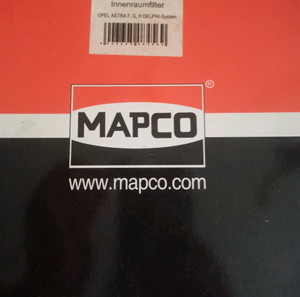 Innenraumfilter
OPEL ASTRA F, G, H DELPHI-System
MAPCO®
www.mapco.com